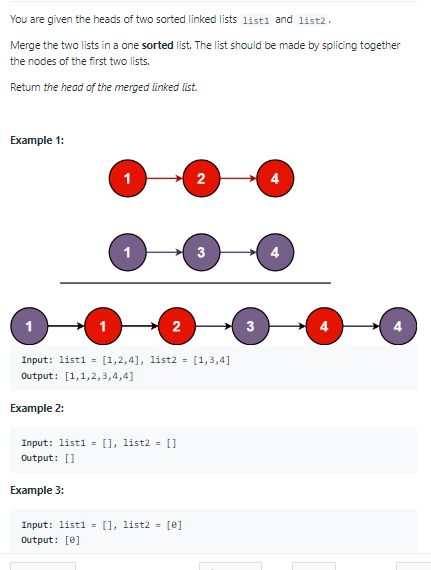 You are given the heads of two sorted linked lists list1 and list2.
Merge the two lists in a one sorted list. The list should be made by splicing together
the nodes of the first two lists.
Return the head of the merged linked list.
Example 1:
1 2 4
1 3 4
1 1 2 3 4 4
Input: list1 = [1,2,4], list2 = [1,3,4]
Output: [1,1,2,3,4,4]
Example 2:
Input: list1 = [], list2 = []
Output: []
Example 3:
Input: list1 = [], list2 = [0]
Output: [0]